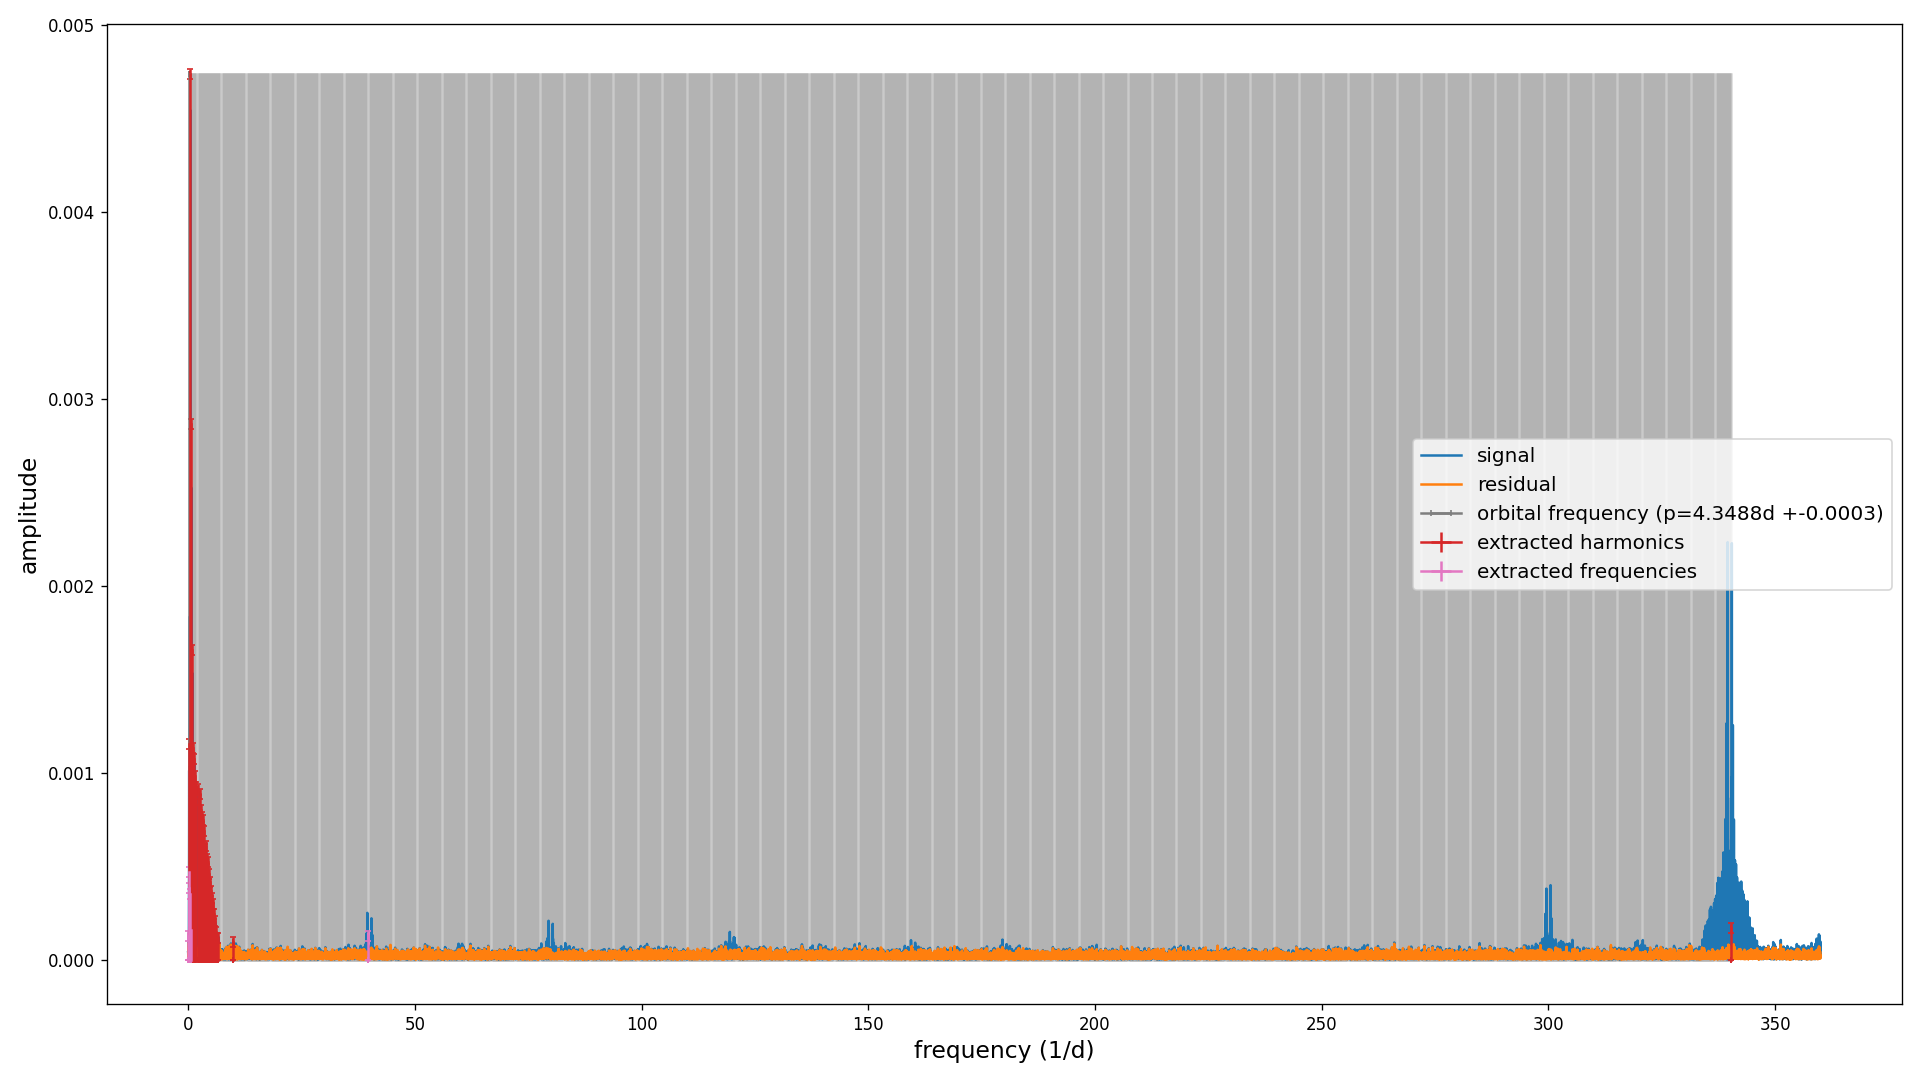 0.005
0.004
0.003
0.002
0.001
0.000
amplitude
signal
residual
orbital frequency (p=4.3488d +-0.0003)
extracted harmonics
extracted frequencies
0 50 100 150 200 250 300 350
frequency (1/d)